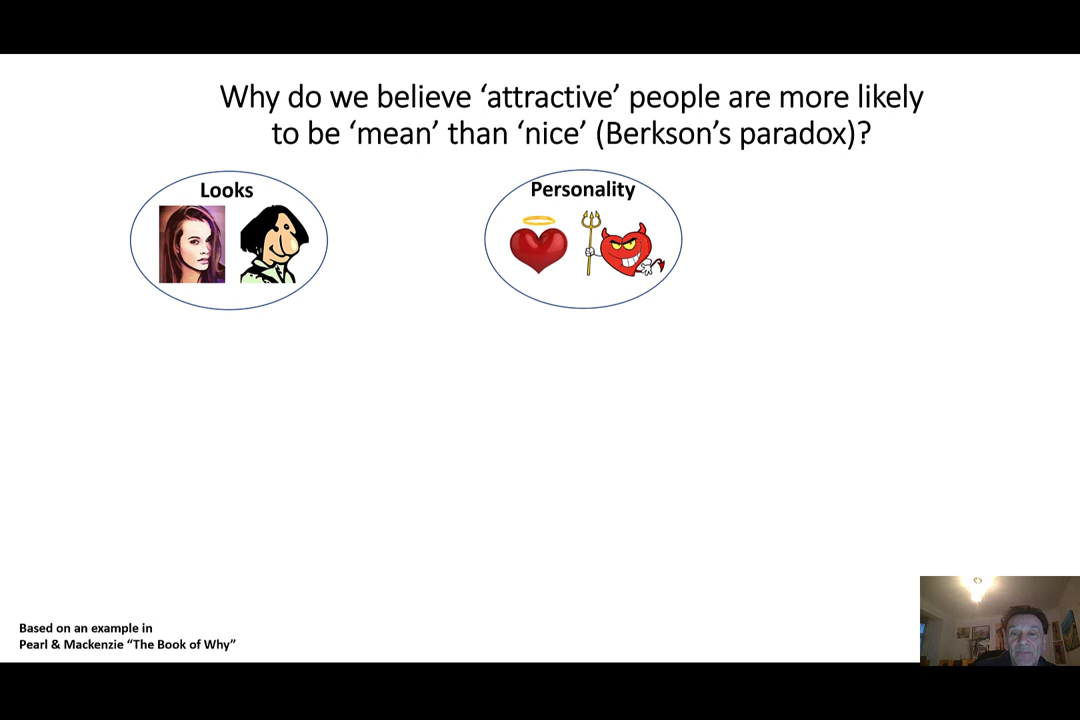 Why do we believe ‘attractive’ people are more likely
to be ‘mean’ than ‘nice’ (Berkson’s paradox)?
Looks
Personality
Based on an example in
Pearl & Mackenzie “The Book of Why”